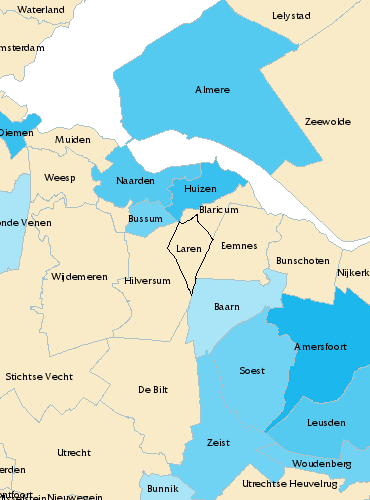 Waterland
Lelystad
msterdam
Almere
Zeewolde
Diemen
Muiden
Weesp
Naarden
Huizen
Blaricum
Bussum
onde Venen
Laren
Eemnes
Bunschoten
Wijdemeren
Hilversum
Nijkerk
Baarn
Amersfoort
Stichtse Vecht
Soest
De Bilt
Leusden
Zeist
Utrecht
Woudenberg
erden
Utrechtse Heuvelrug
Bunnik
ontfoort
Nieuwegein